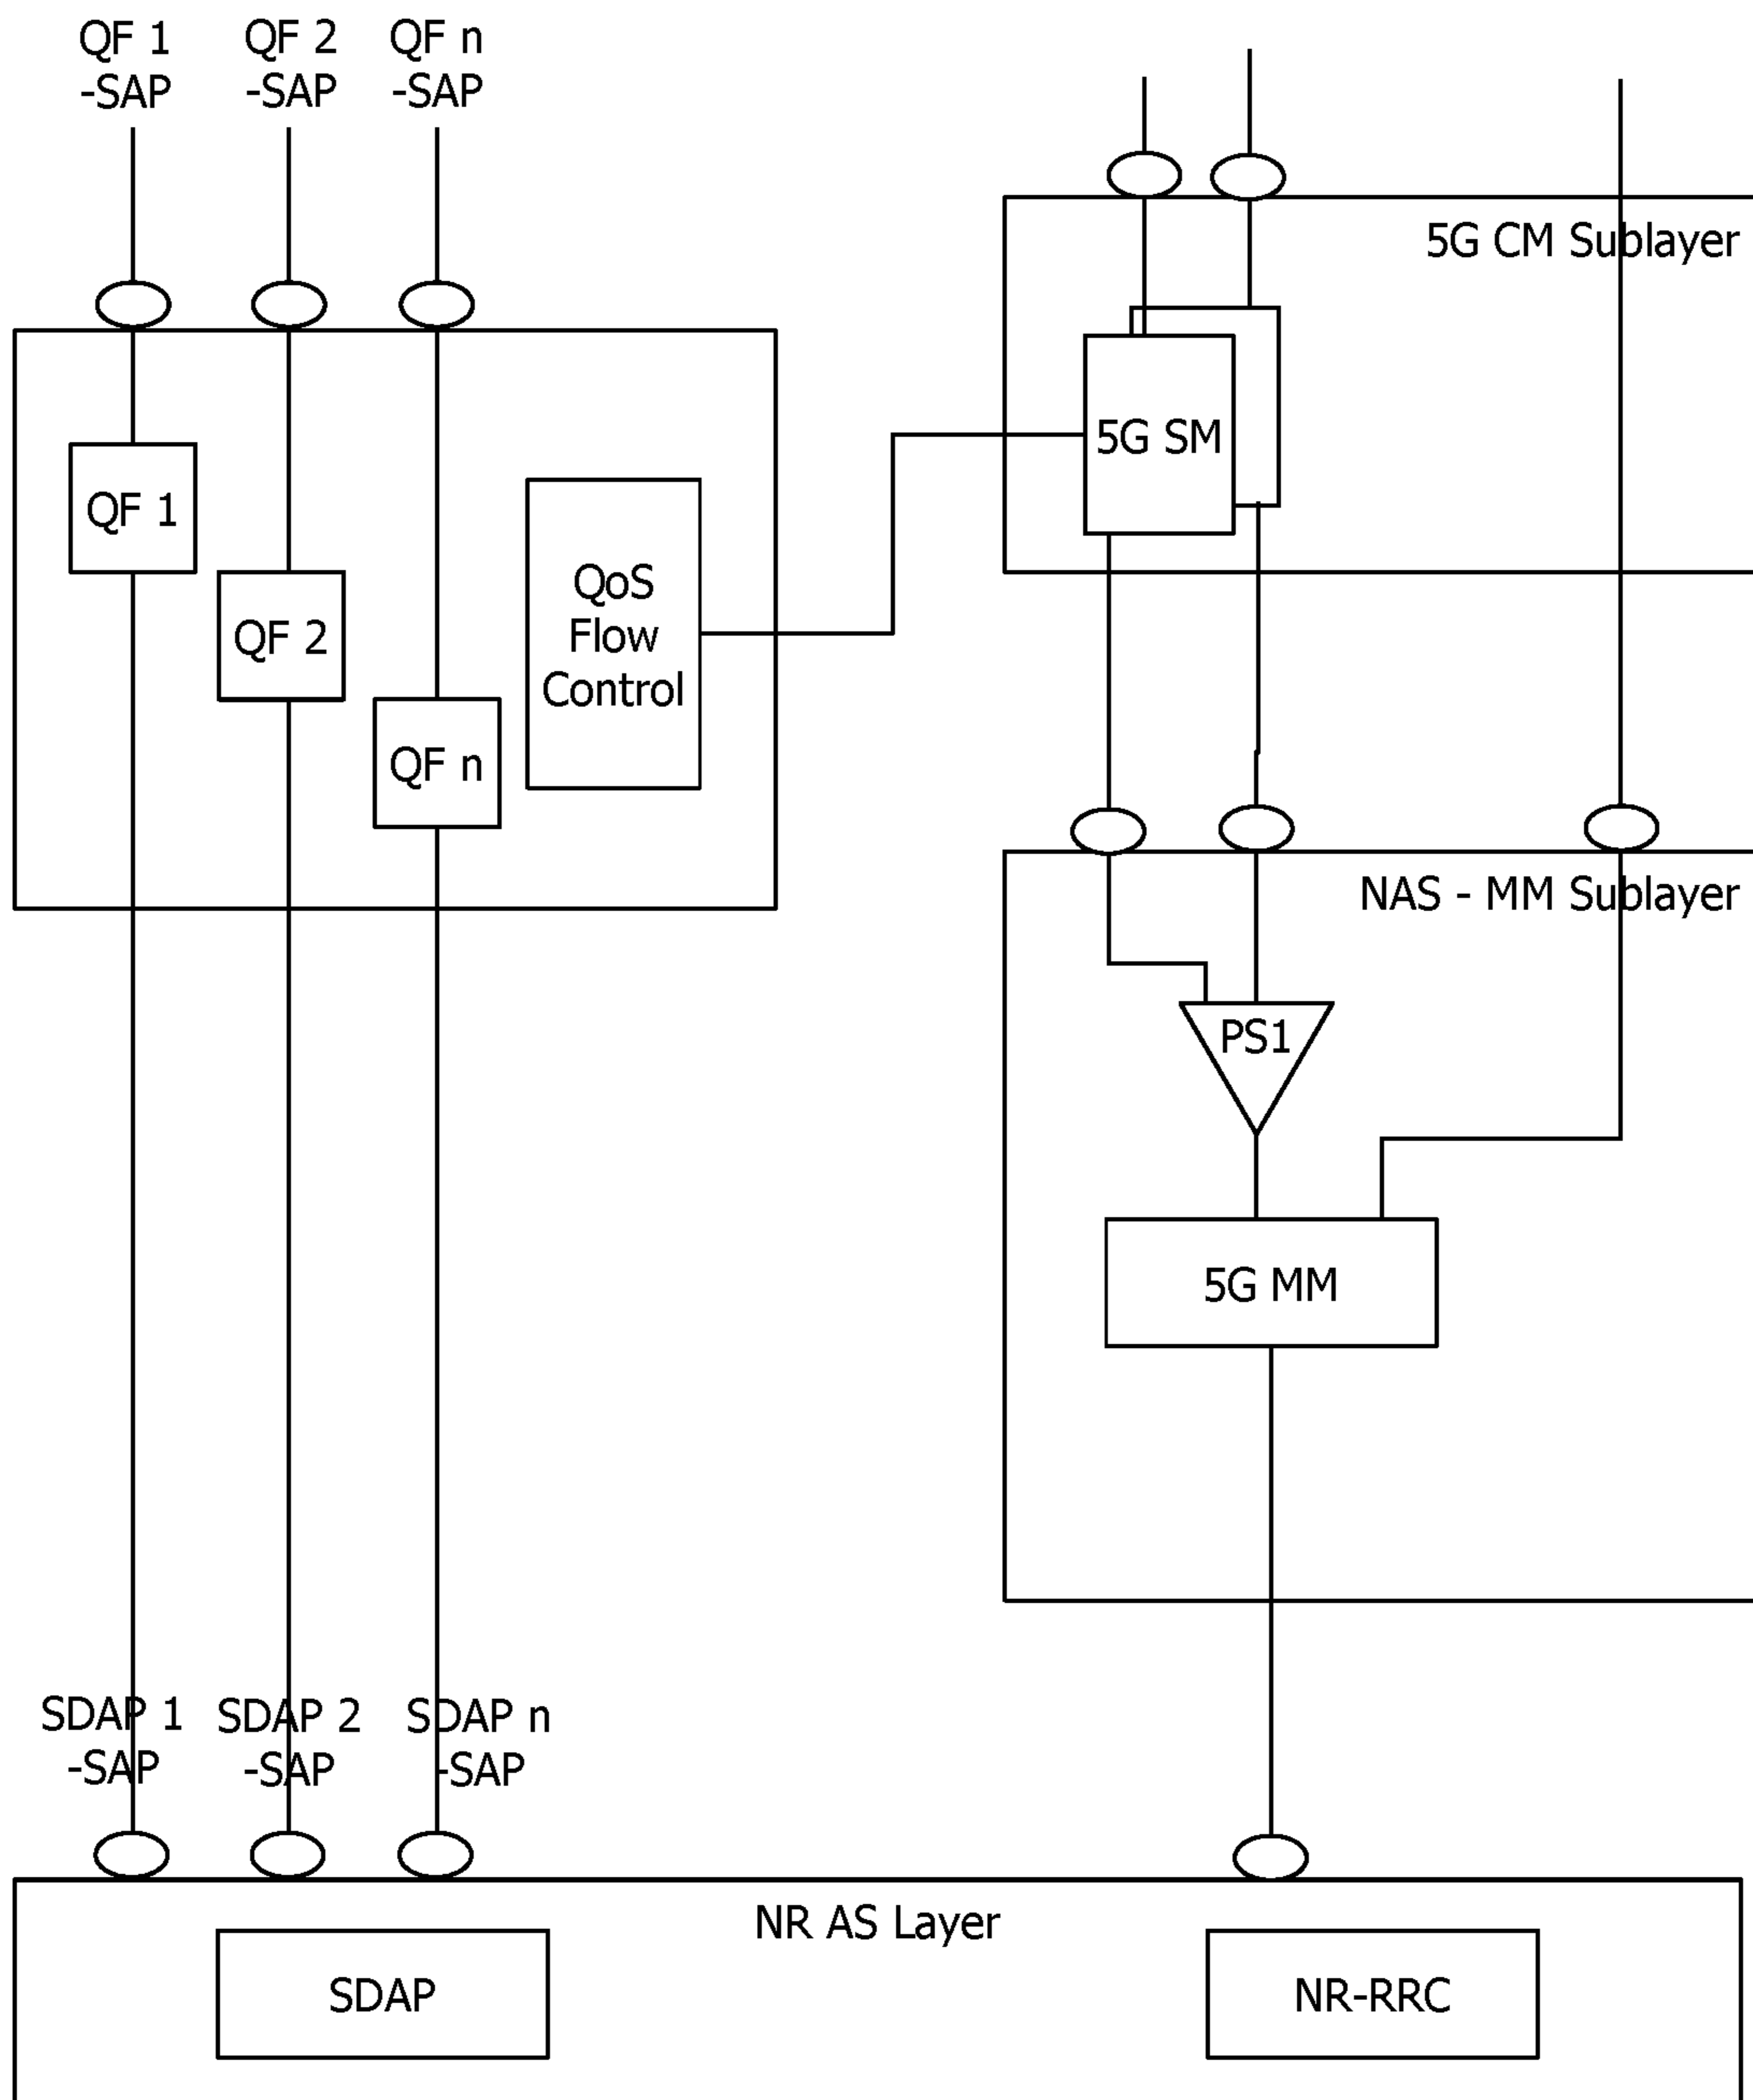 QF 1
-SAP
QF 2
-SAP
QF n
-SAP
5G CM Sublayer
5G SM
QF 1
QoS
Flow
Control
QF 2
QF n
NAS - MM Sublayer
PS1
5G MM
SDAP 1
-SAP
SDAP 2
-SAP
SDAP n
-SAP
NR AS Layer
SDAP
NR-RRC